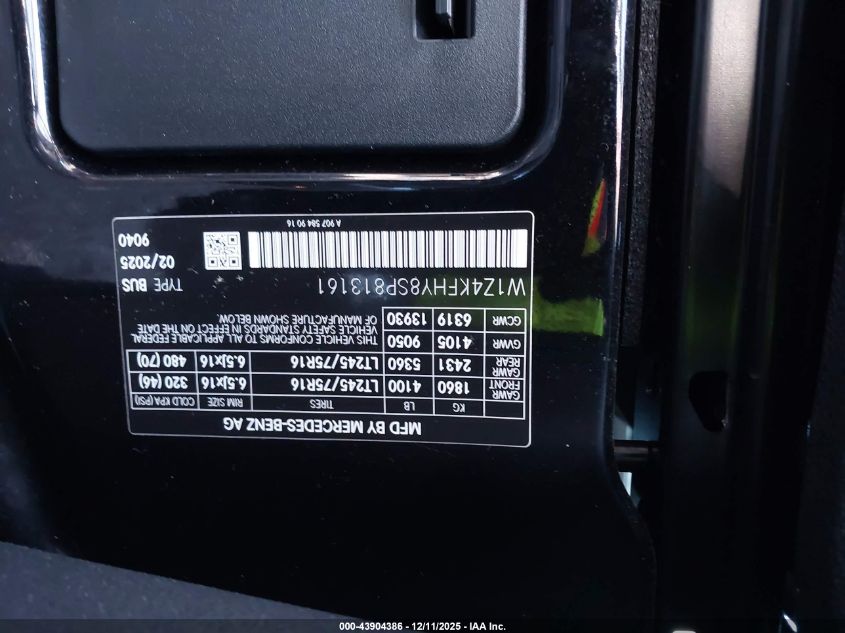 MFD BY MERCEDES-BENZ AG
KG LB TIRES RIM SIZE COLD KPA (PSI)
GAWR FRONT 1860 4100 LT245/75R16 6.5Jx16 320 (46)
GAWR REAR 2431 5360 LT245/75R16 6.5Jx16 480 (70)
GVWR 4105 9050
GCWR 6319 13930
THIS VEHICLE CONFORMS TO ALL APPLICABLE FEDERAL
VEHICLE SAFETY STANDARDS IN EFFECT ON THE DATE
OF MANUFACTURE SHOWN BELOW.
W1Z4KFHY8SP813161
TYPE BUS
02/2025
9040
A 907 584 90 16
000-43904386 - 12/11/2025 - IAA Inc.